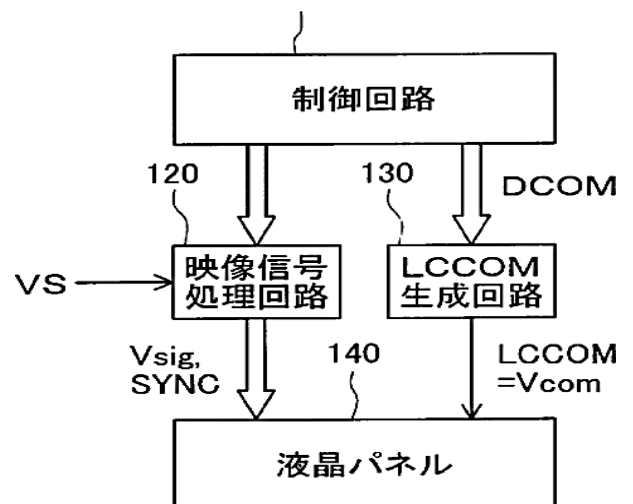 制御回路
120
130
DCOM
VS
映像信号
処理回路
LCCOM
生成回路
Vsig,
SYNC
140
LCCOM
=Vcom
液晶パネル